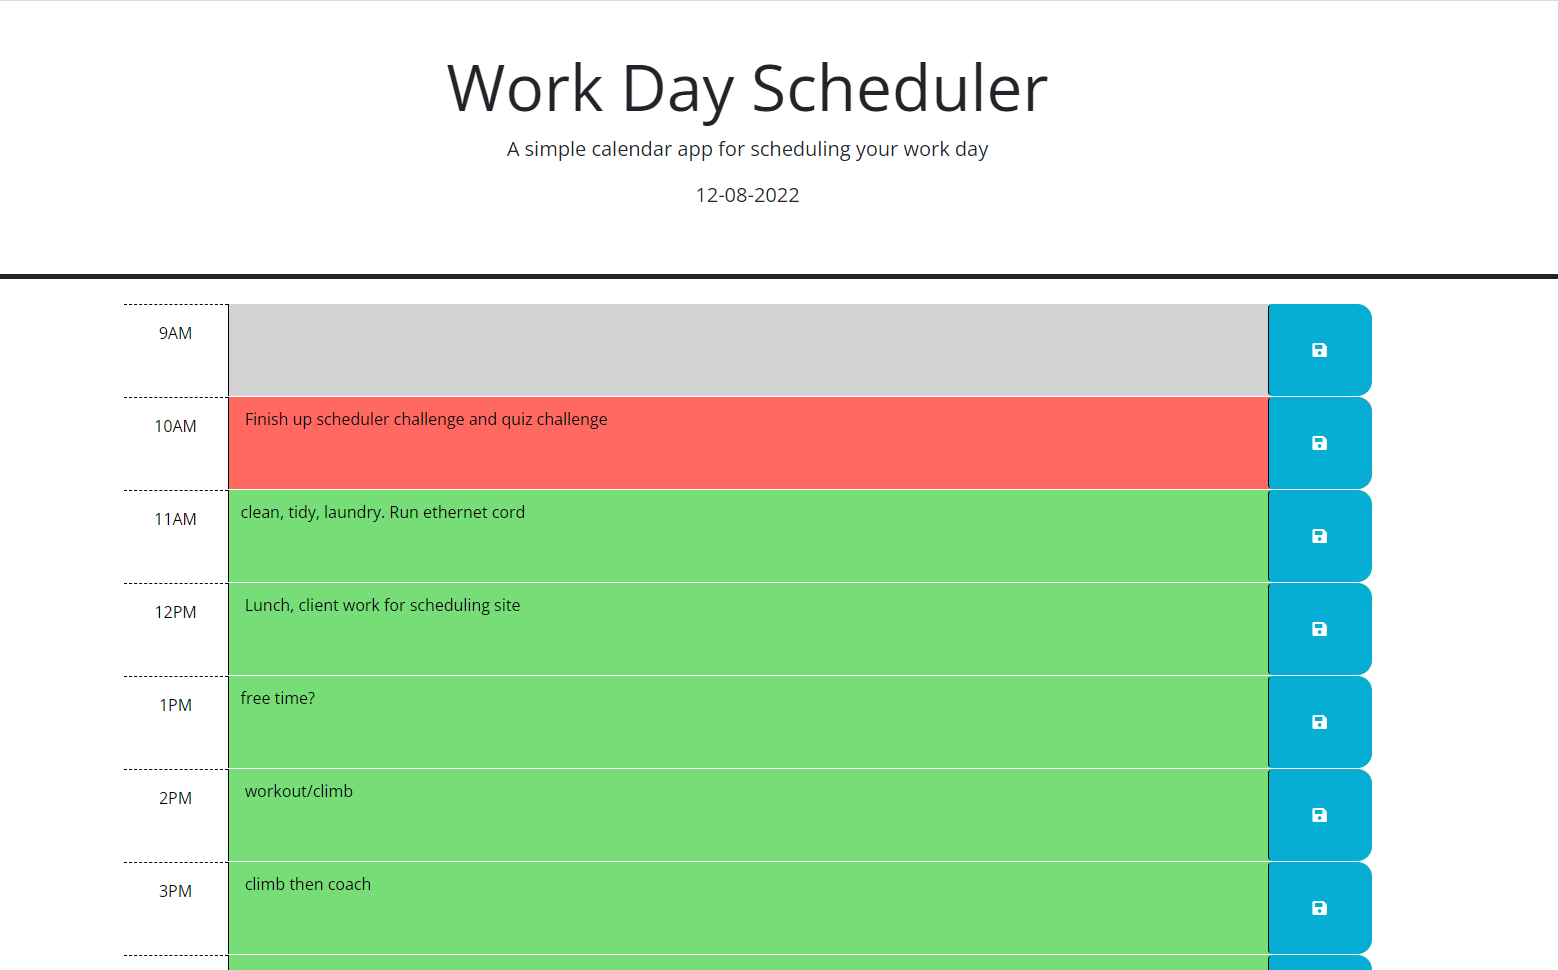 Work Day Scheduler
A simple calendar app for scheduling your work day
12-08-2022
9AM
10AM Finish up scheduler challenge and quiz challenge
11AM clean, tidy, laundry. Run ethernet cord
12PM Lunch, client work for scheduling site
1PM free time?
2PM workout/climb
3PM climb then coach